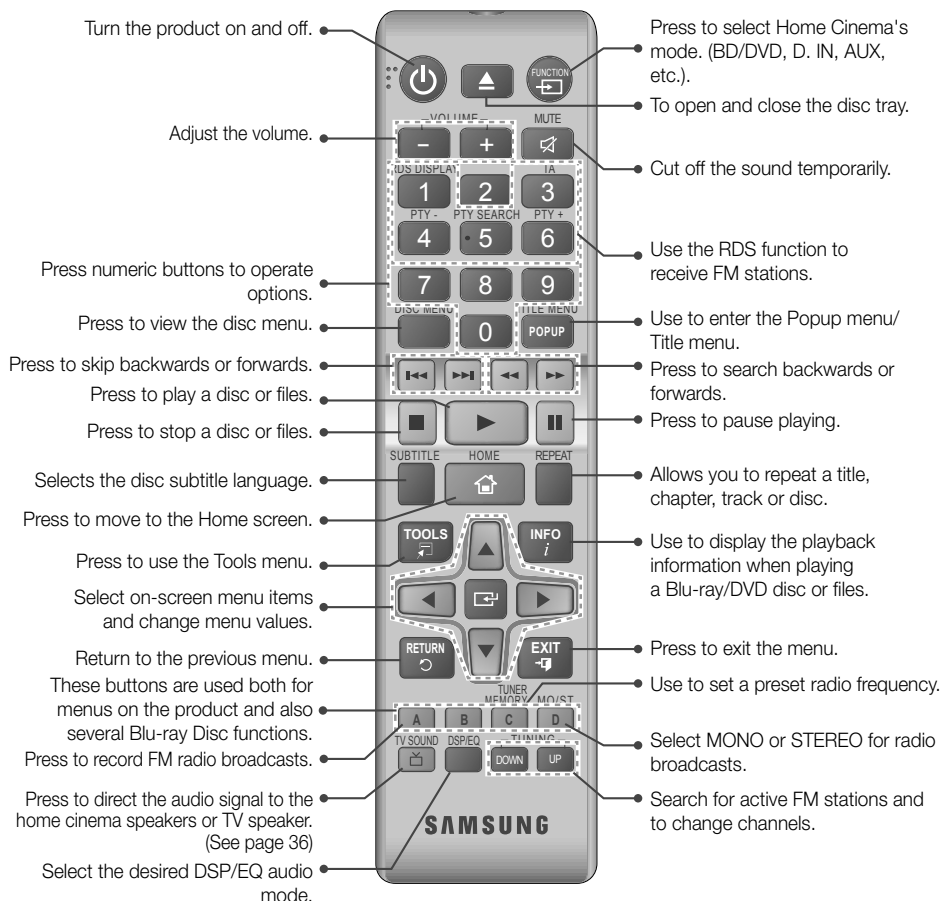 Turn the product on and off.
Press to select Home Cinema's
mode. (BD/DVD, D. IN, AUX,
etc.).
FUNCTION
To open and close the disc tray.
VOLUME
MUTE
Adjust the volume.
- +
Cut off the sound temporarily.
RDS DISPLAY
TA
1 2 3
PTY - PTY SEARCH PTY +
4 5 6
Use the RDS function to
receive FM stations.
Press numeric buttons to operate
options.
7 8 9
DISC MENU
TITLE MENU
Press to view the disc menu.
0
POPUP
Use to enter the Popup menu/
Title menu.
Press to skip backwards or forwards.
Press to search backwards or
forwards.
Press to play a disc or files.
Press to stop a disc or files.
Press to pause playing.
SUBTITLE HOME REPEAT
Selects the disc subtitle language.
Allows you to repeat a title,
chapter, track or disc.
Press to move to the Home screen.
TOOLS
INFO
i
Press to use the Tools menu.
Use to display the playback
information when playing
a Blu-ray/DVD disc or files.
Select on-screen menu items
and change menu values.
RETURN
EXIT
Return to the previous menu.
Press to exit the menu.
These buttons are used both for
menus on the product and also
several Blu-ray Disc functions.
TUNER
MEMORY MO/ST
Use to set a preset radio frequency.
A B C D
Press to record FM radio broadcasts.
Select MONO or STEREO for radio
broadcasts.
TV SOUND DSP/EQ TUNING
DOWN UP
Press to direct the audio signal to the
home cinema speakers or TV speaker.
(See page 36)
Search for active FM stations and
to change channels.
SAMSUNG
Select the desired DSP/EQ audio
mode.